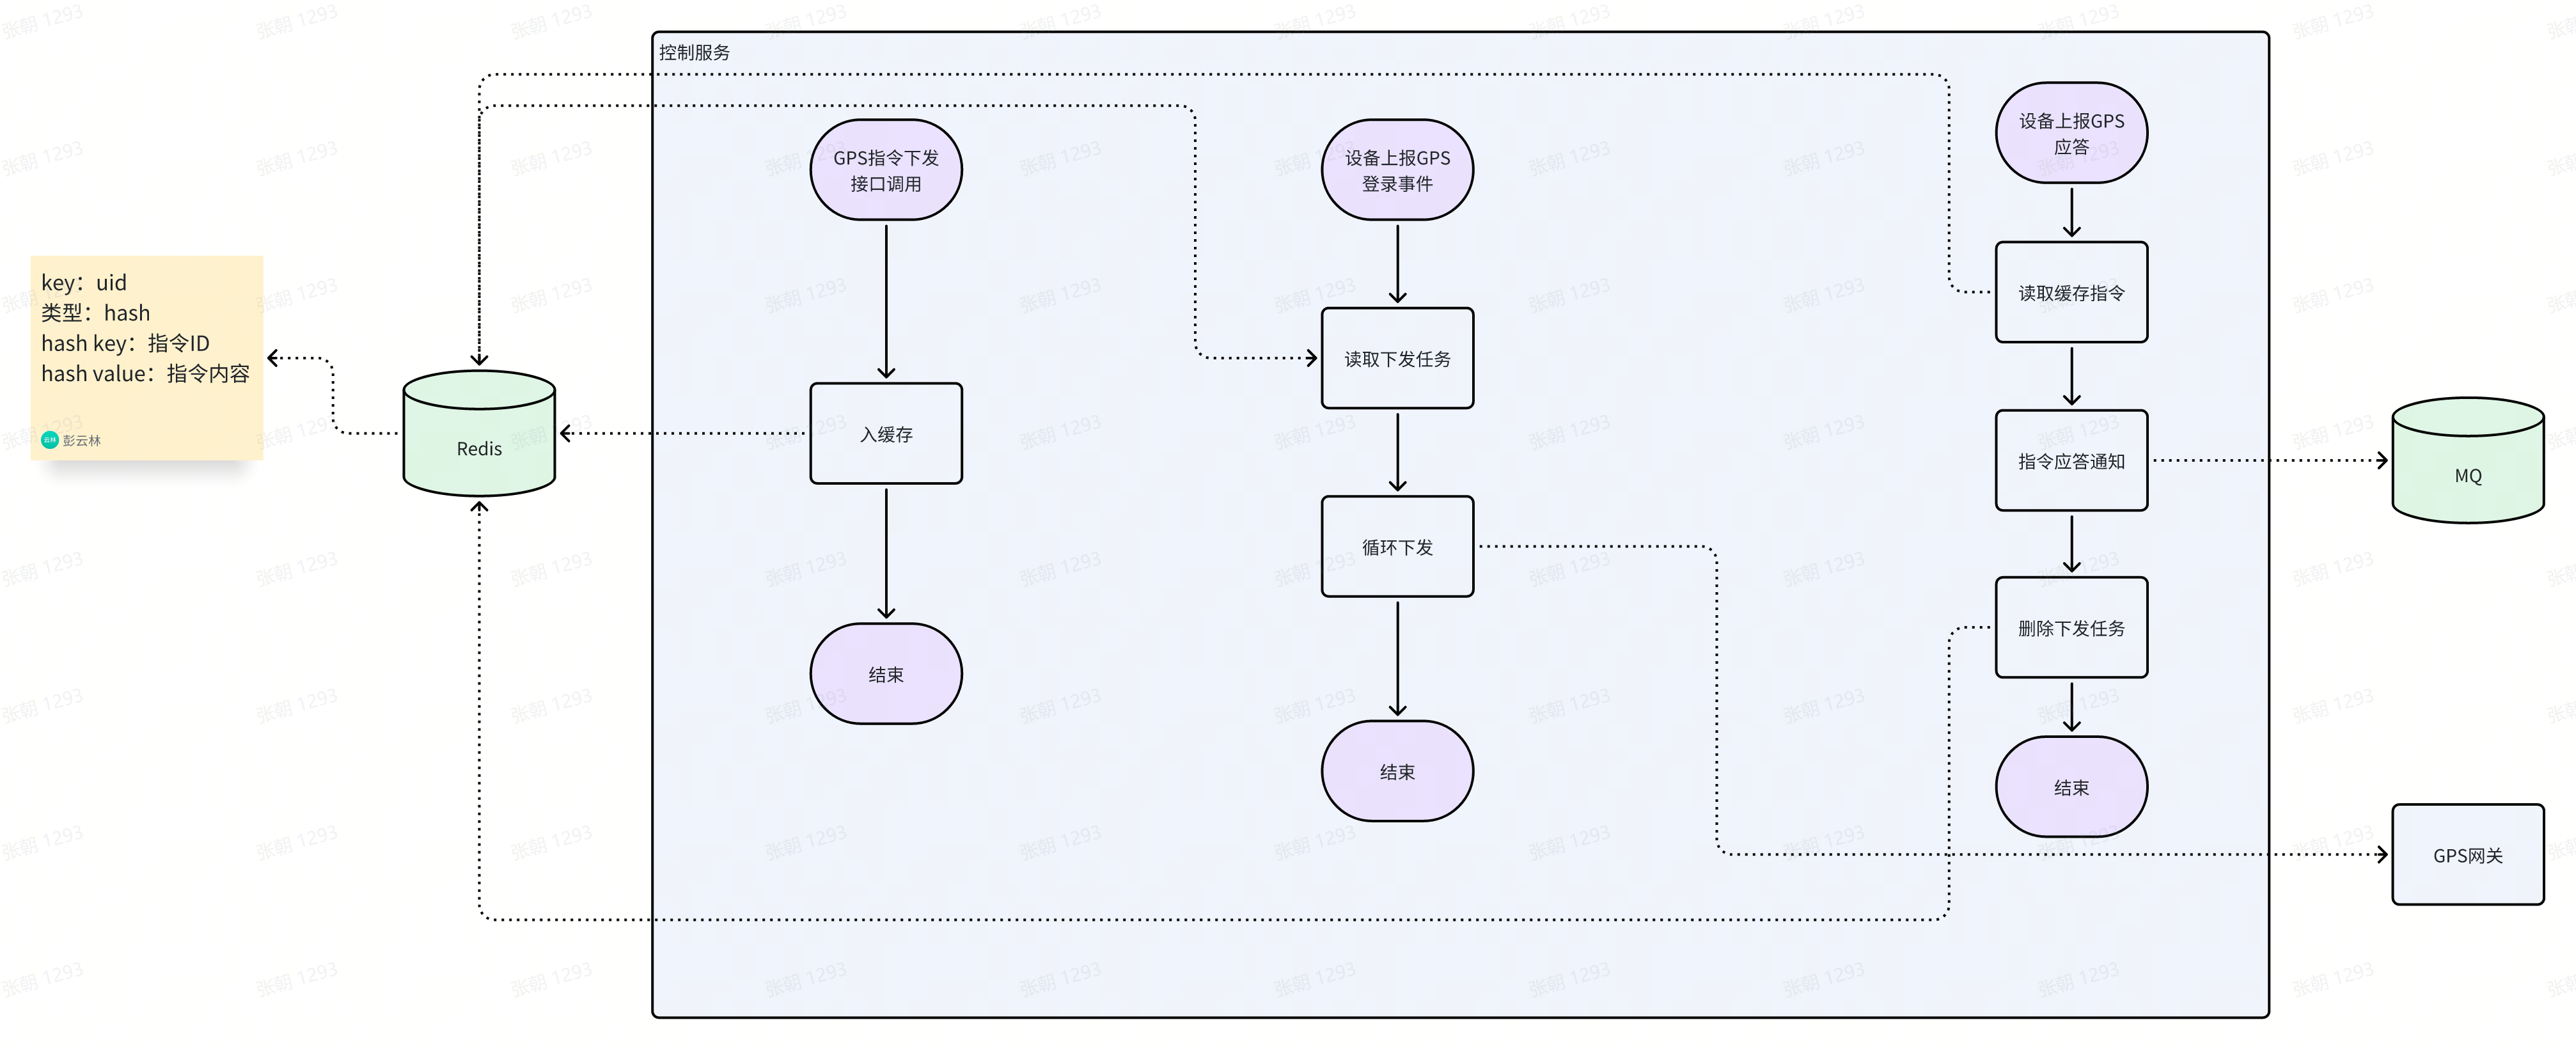 控制服务
key：uid
类型：hash
hash key：指令ID
hash value：指令内容
云林 彭云林
Redis
GPS指令下发
接口调用
入缓存
结束
设备上报GPS
登录事件
读取下发任务
循环下发
结束
设备上报GPS
应答
读取缓存指令
指令应答通知
删除下发任务
结束
MQ
GPS网关
张朝 1293